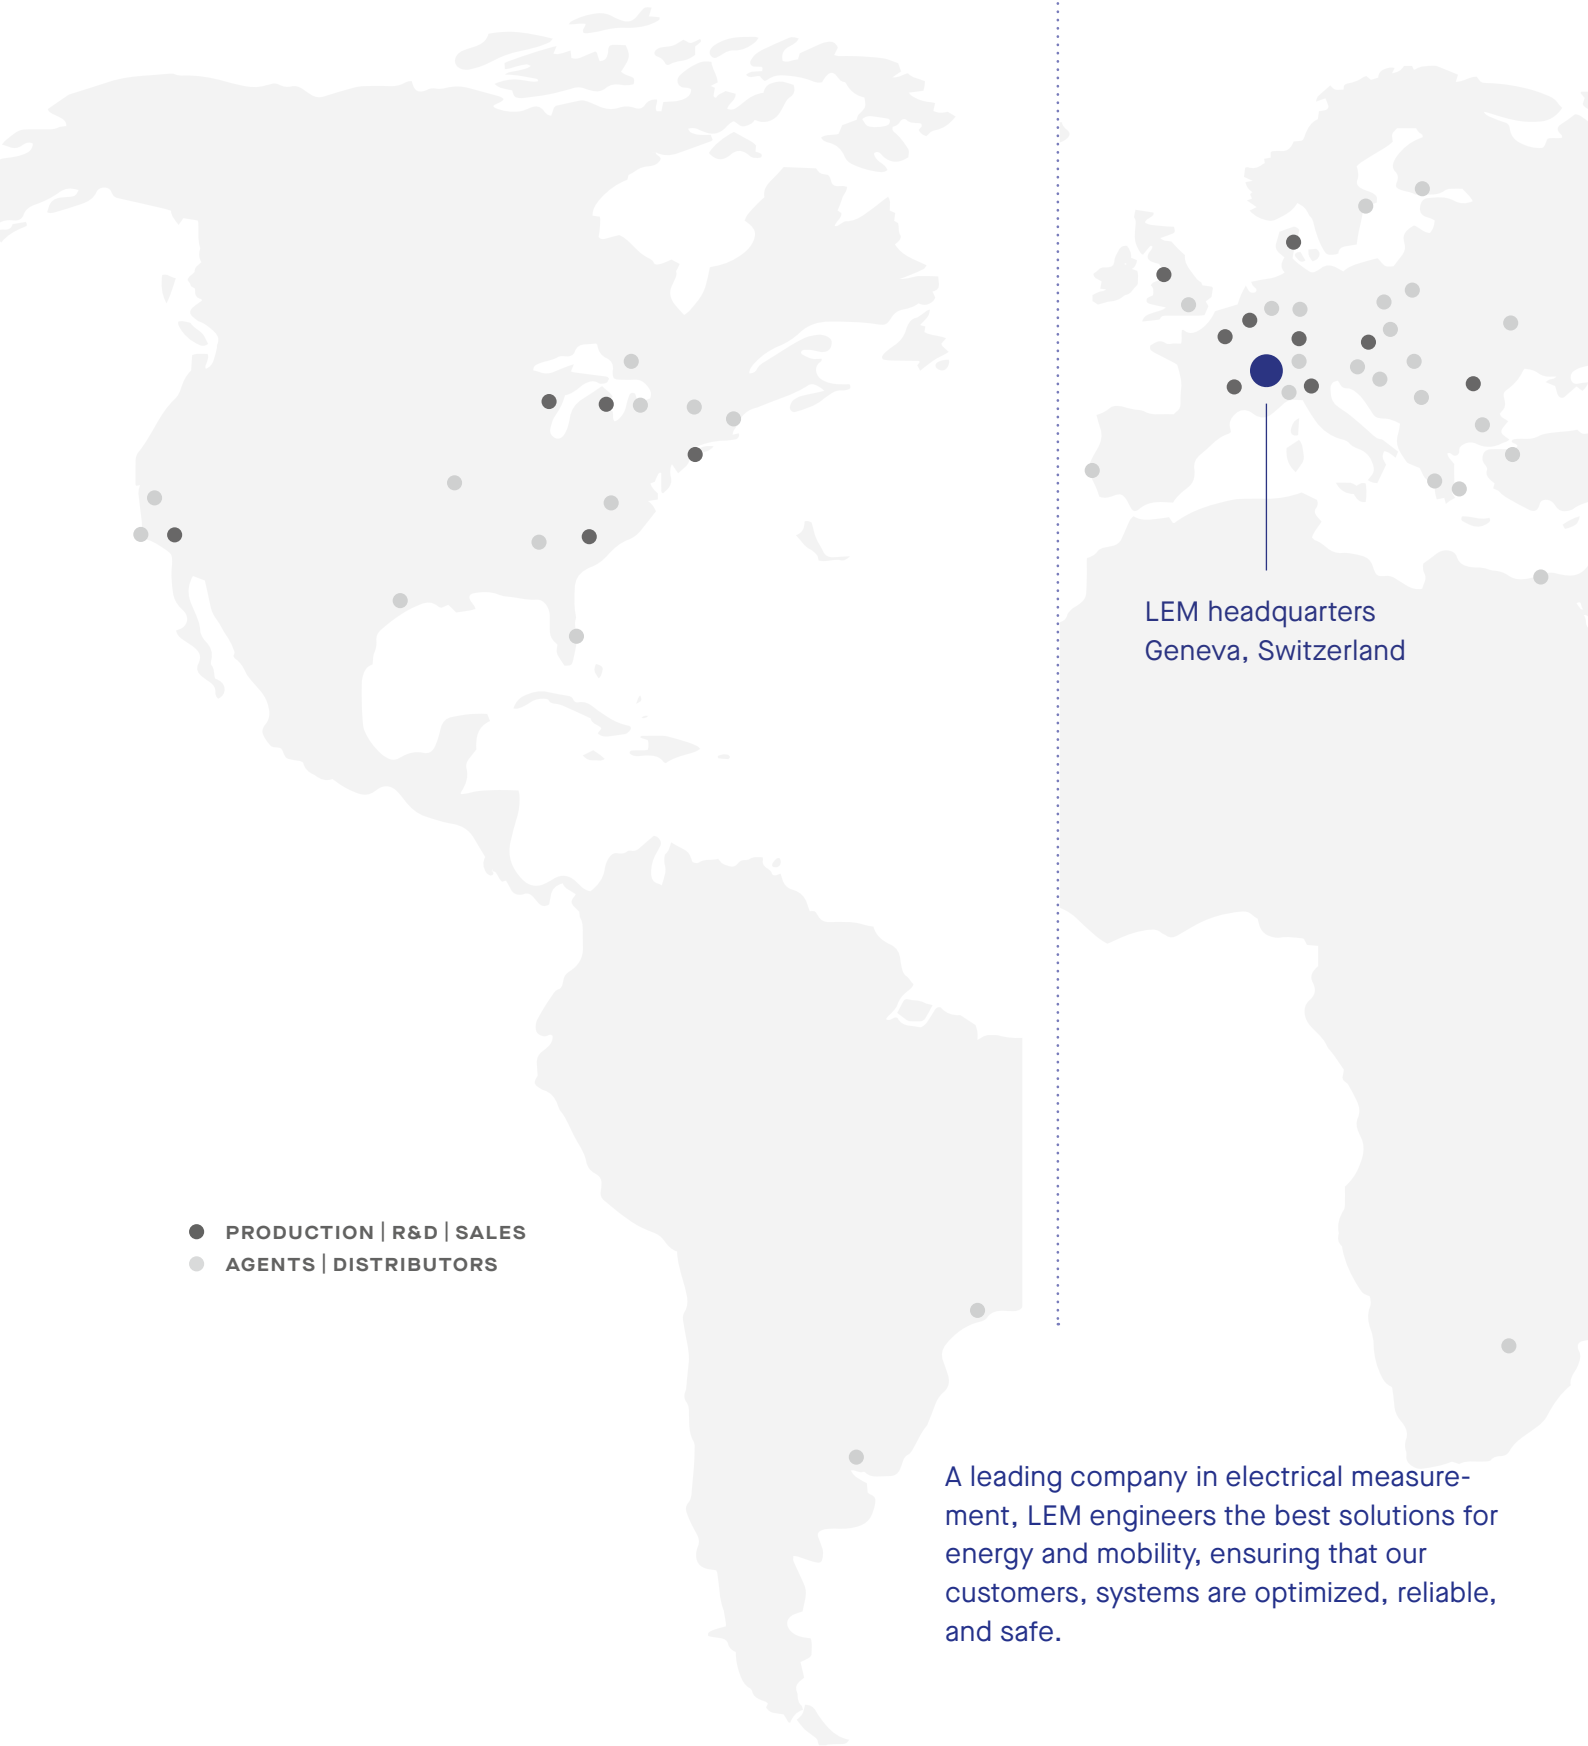 LEM headquarters
Geneva, Switzerland
PRODUCTION | R&D | SALES
AGENTS | DISTRIBUTORS
A leading company in electrical measure-
ment, LEM engineers the best solutions for
energy and mobility, ensuring that our
customers, systems are optimized, reliable,
and safe.